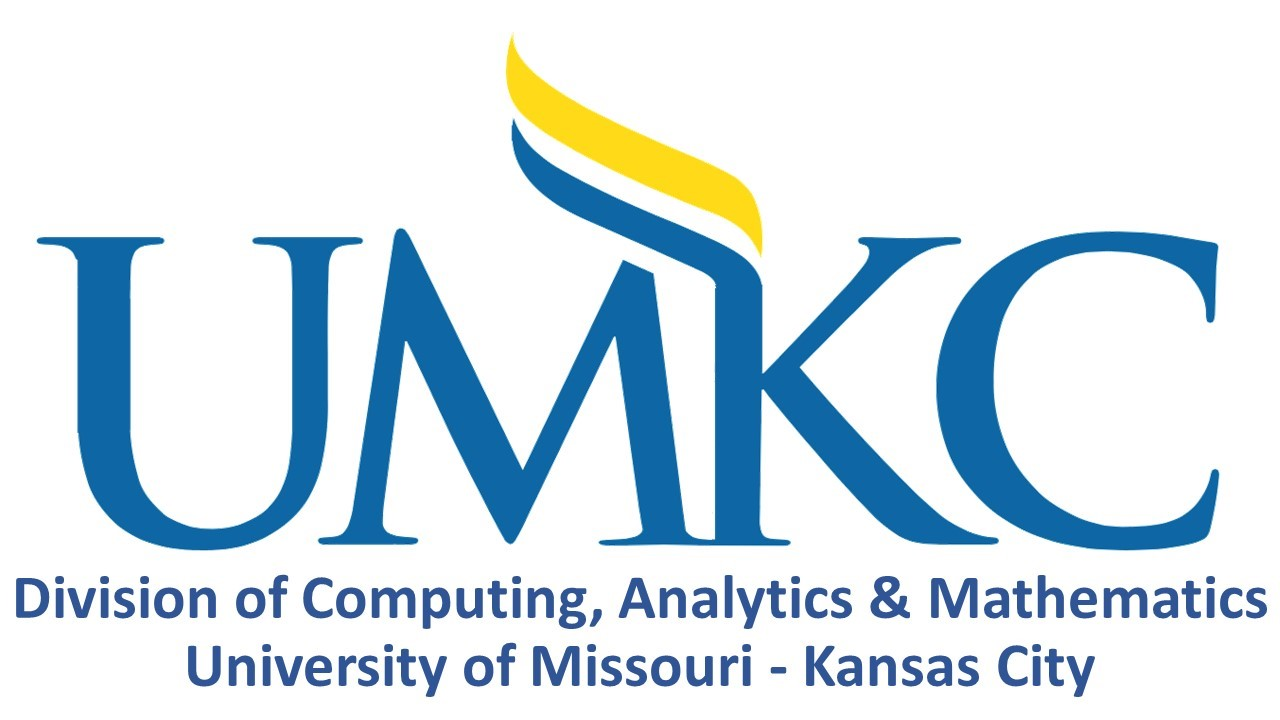 UMKC
Division of Computing, Analytics & Mathematics
University of Missouri - Kansas City